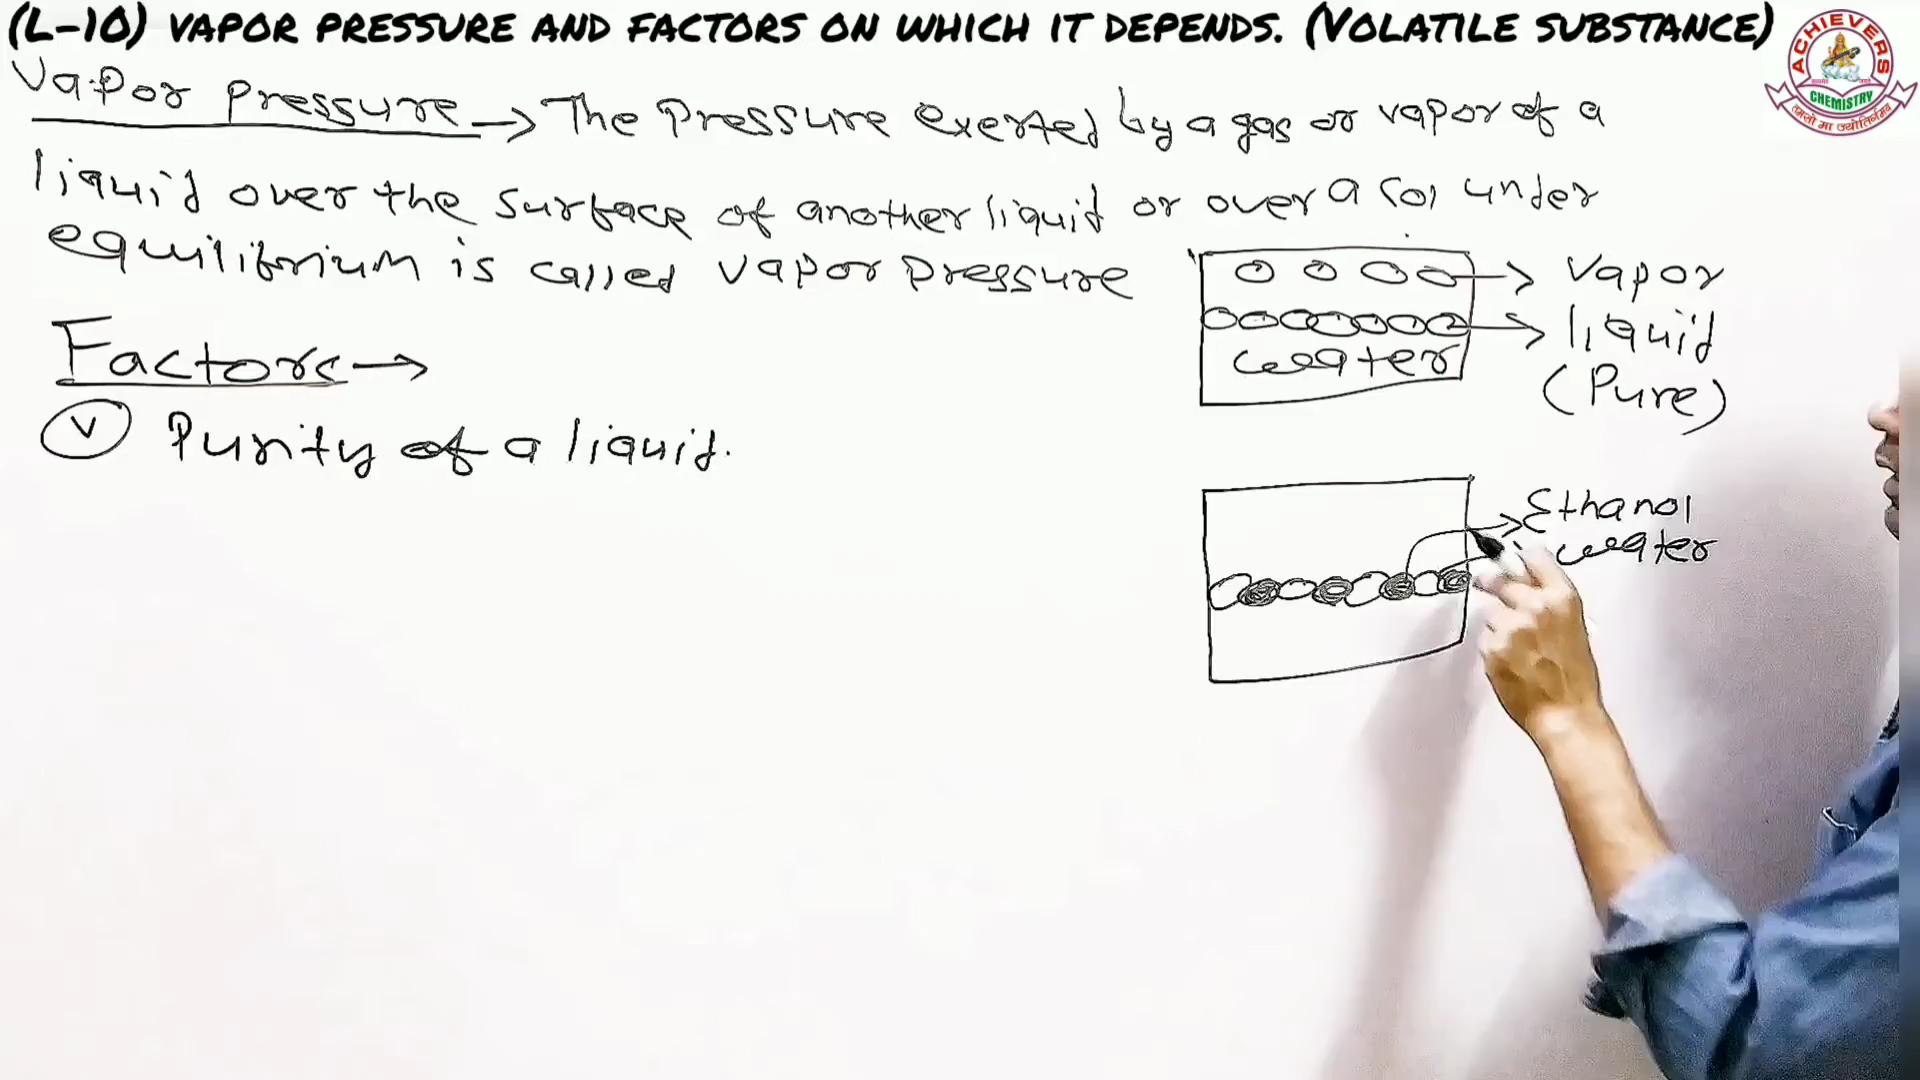 (L-10) VAPOR PRESSURE AND FACTORS ON WHICH IT DEPENDS. (VOLATILE SUBSTANCE)
Vapor Pressure → The Pressure exerted by a gas or vapor of a
liquid over the surface of another liquid or over a sol under
equilibrium is called vapor pressure
Factors →
V Purity of a liquid.
Vapor
liquid
(Pure)
water
Ethanol
water
ACHIEVERS
CHEMISTRY
तमसो मा ज्योतिर्गमय